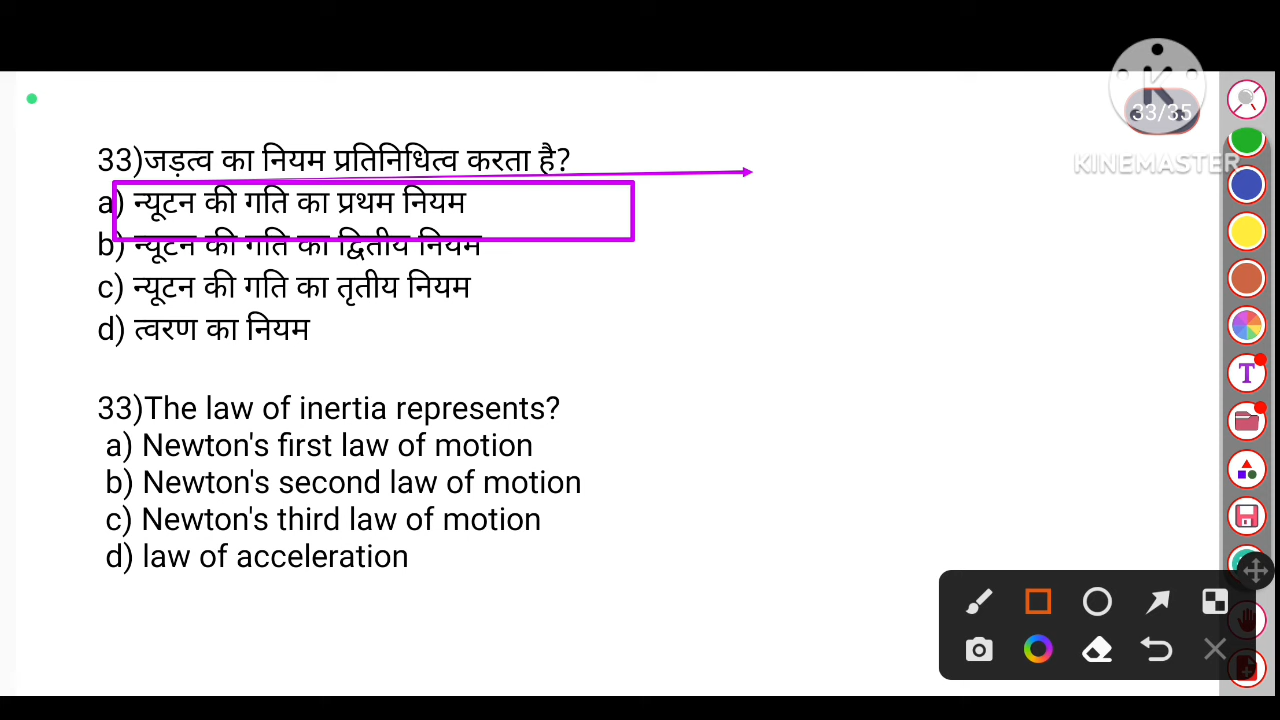 33/35
KINEMASTER
33)जड़त्व का नियम प्रतिनिधित्व करता है?
a) न्यूटन की गति का प्रथम नियम
b) न्यूटन की गति का द्वितीय नियम
c) न्यूटन की गति का तृतीय नियम
d) त्वरण का नियम
33)The law of inertia represents?
a) Newton's first law of motion
b) Newton's second law of motion
c) Newton's third law of motion
d) law of acceleration